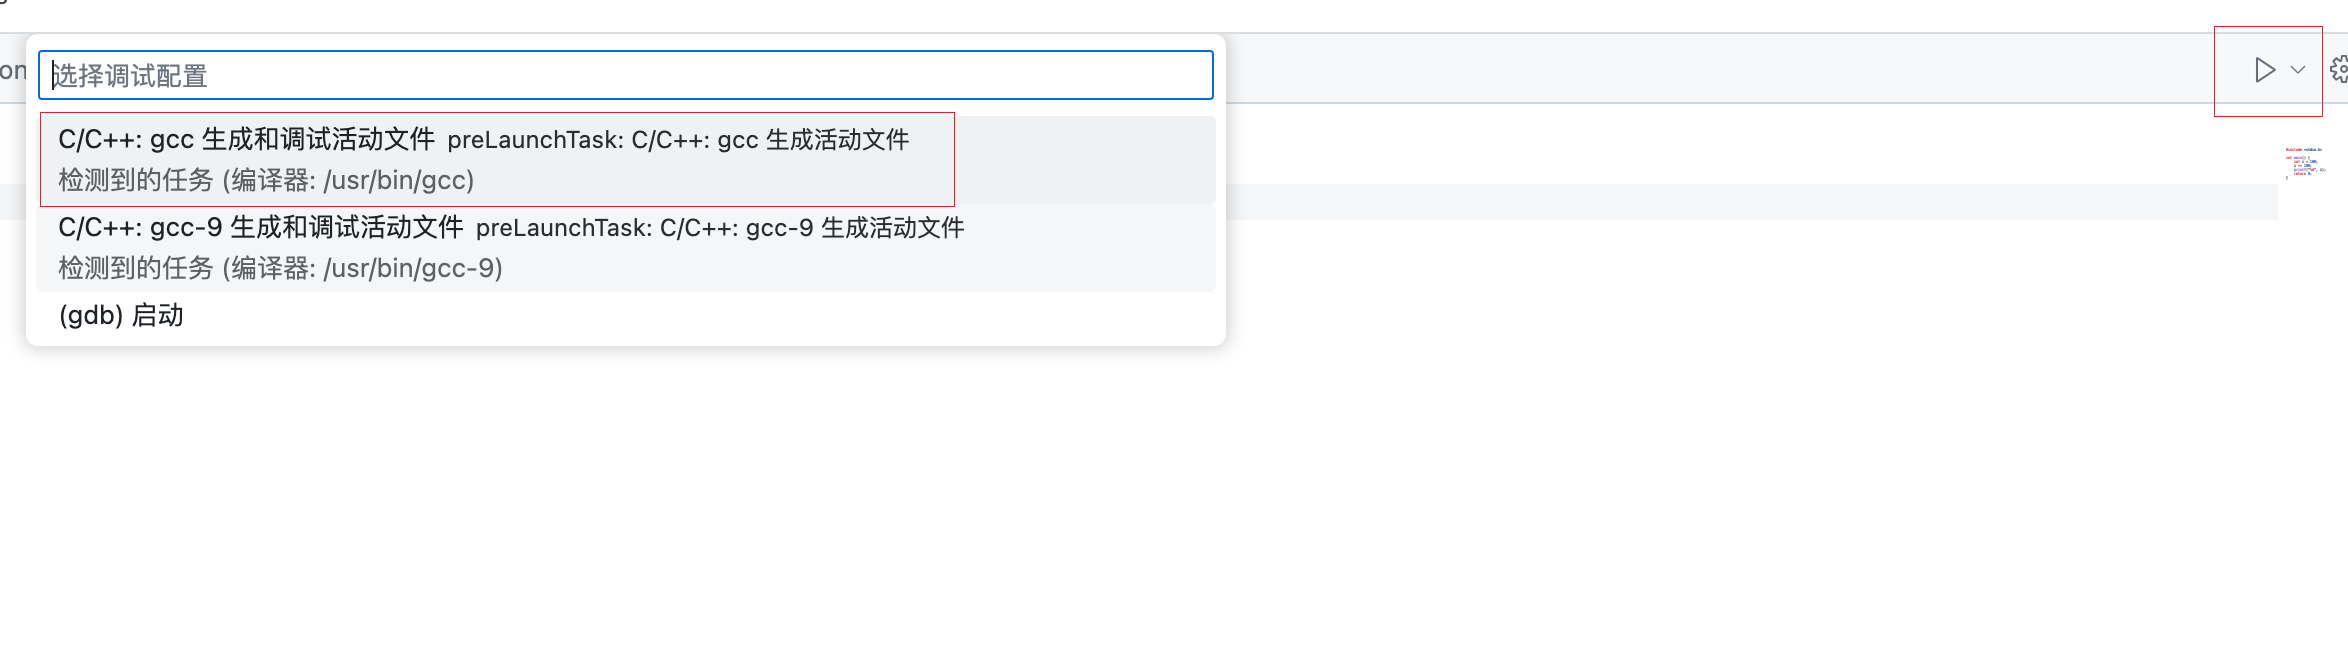 on
选择调试配置
C/C++: gcc 生成和调试活动文件 preLaunchTask: C/C++: gcc 生成活动文件
检测到的任务 (编译器: /usr/bin/gcc)
C/C++: gcc-9 生成和调试活动文件 preLaunchTask: C/C++: gcc-9 生成活动文件
检测到的任务 (编译器: /usr/bin/gcc-9)
(gdb) 启动